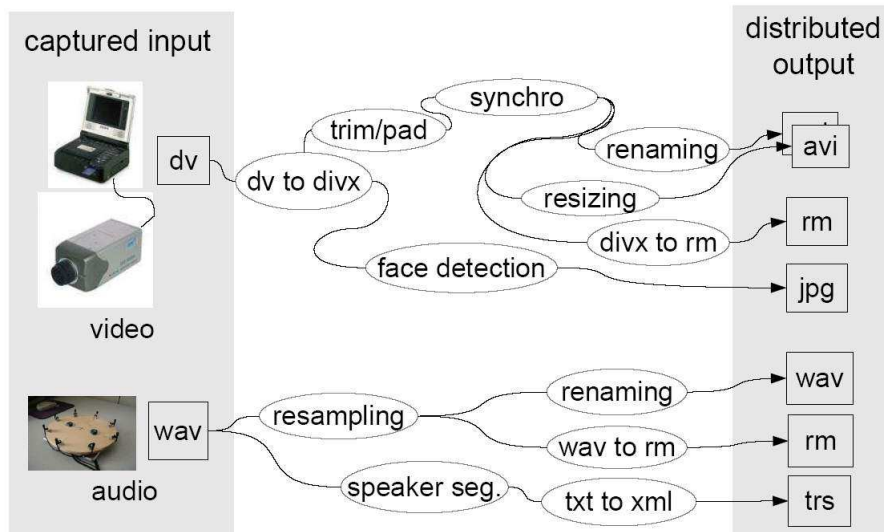 captured input
distributed
output
dv
dv to divx
trim/pad
synchro
renaming
avi
resizing
divx to rm
rm
face detection
jpg
video
wav
resampling
renaming
wav
wav to rm
rm
speaker seg.
txt to xml
trs
audio